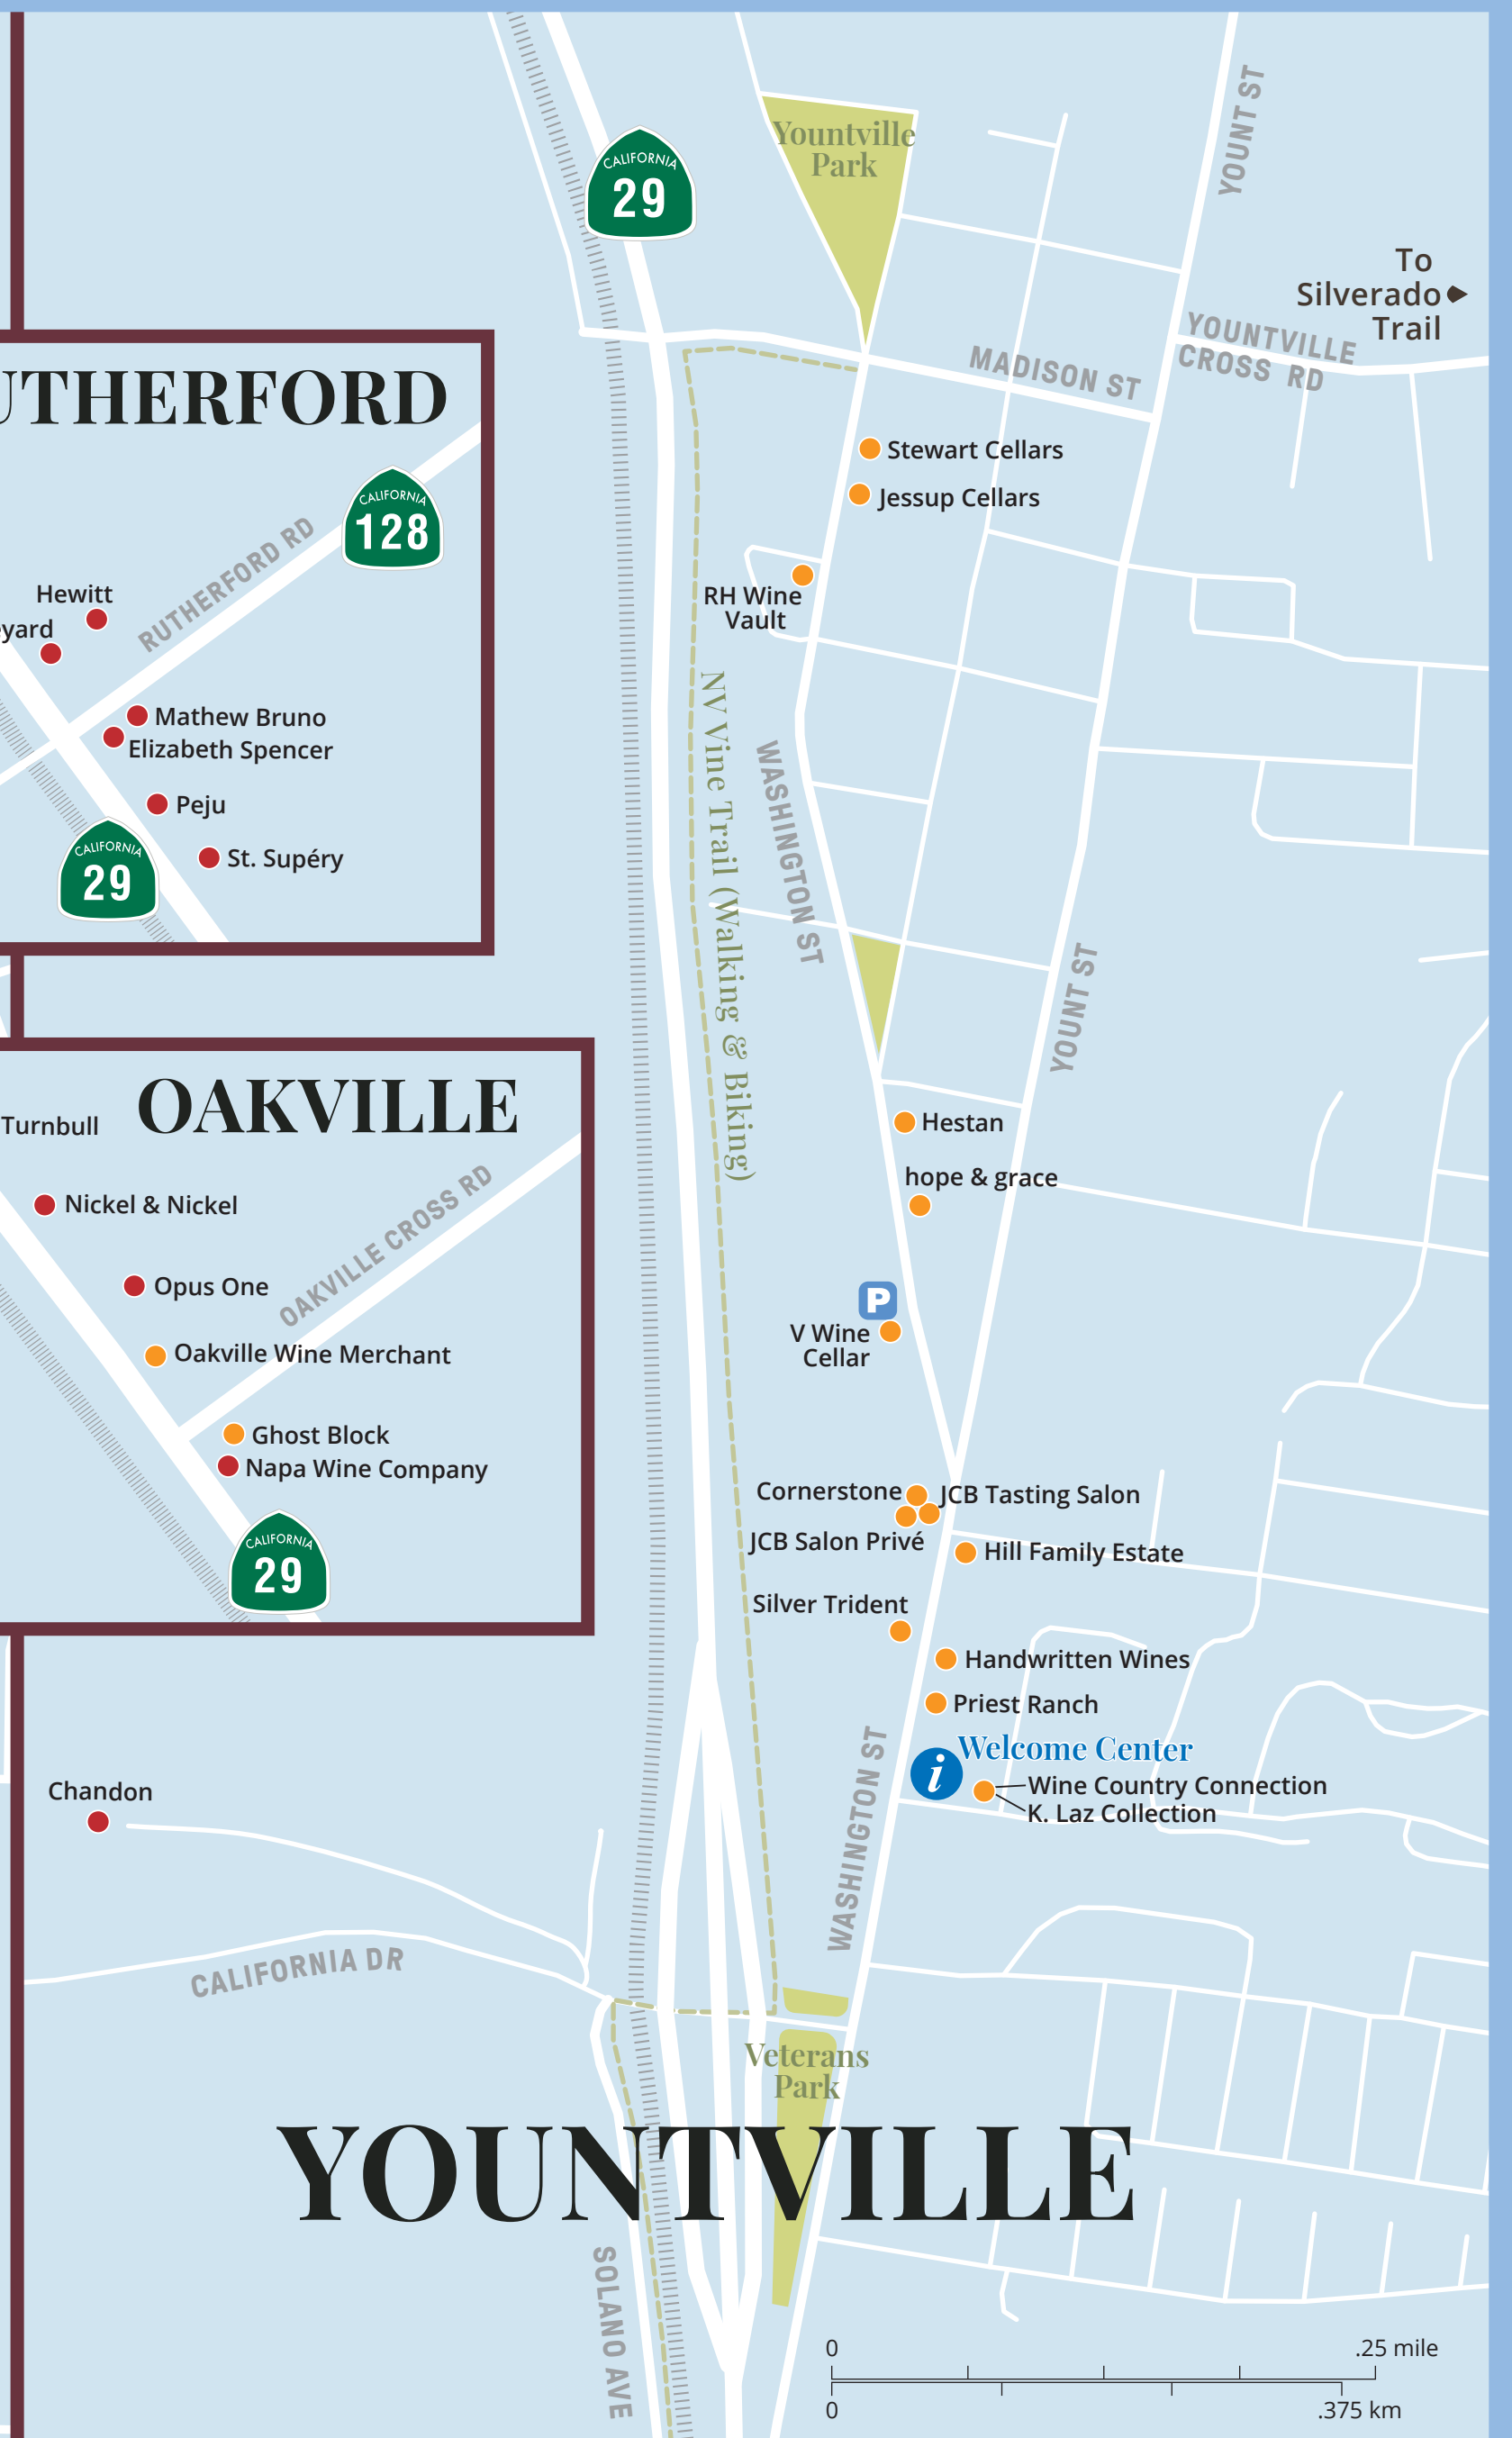 CALIFORNIA
29
Yountville
Park
YOUNT ST
To
Silverado
Trail
YOUNTVILLE
CROSS RD
MADISON ST
UTHERFORD
CALIFORNIA
128
RUTHERFORD RD
Hewitt
eyard
Mathew Bruno
Elizabeth Spencer
Peju
St. Supéry
CALIFORNIA
29
Stewart Cellars
Jessup Cellars
RH Wine
Vault
NV Vine Trail (Walking & Biking)
WASHINGTON ST
YOUNT ST
OAKVILLE
Turnbull
Nickel & Nickel
OAKVILLE CROSS RD
Opus One
Oakville Wine Merchant
Ghost Block
Napa Wine Company
CALIFORNIA
29
Hestan
hope & grace
P
V Wine
Cellar
Cornerstone
JCB Tasting Salon
JCB Salon Privé
Hill Family Estate
Silver Trident
Handwritten Wines
Priest Ranch
i
Welcome Center
Wine Country Connection
K. Laz Collection
WASHINGTON ST
Chandon
CALIFORNIA DR
Veterans
Park
YOUNTVILLE
SOLANO AVE
0
.25 mile
0
.375 km